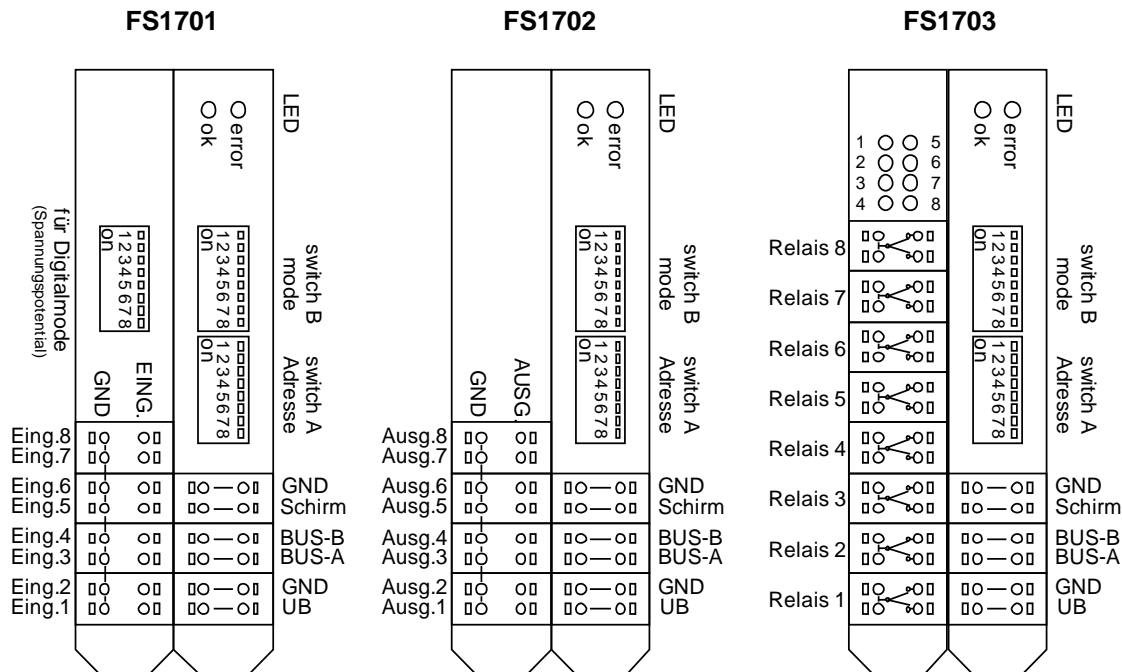 FS1701
LED
error
ok
für Digitalmode
(Spannungspotential)
12345678
on
12345678
on
switch B
mode
12345678
on
switch A
Adresse
GND
EING.
Eing.8
Eing.7
Eing.6
Eing.5
Eing.4
Eing.3
Eing.2
Eing.1
GND
Schirm
BUS-B
BUS-A
GND
UB
FS1702
LED
error
ok
12345678
on
switch B
mode
12345678
on
switch A
Adresse
GND
AUSG.
Ausg.8
Ausg.7
Ausg.6
Ausg.5
Ausg.4
Ausg.3
Ausg.2
Ausg.1
GND
Schirm
BUS-B
BUS-A
GND
UB
FS1703
LED
error
ok
1 5
2 6
3 7
4 8
12345678
on
switch B
mode
12345678
on
switch A
Adresse
Relais 8
Relais 7
Relais 6
Relais 5
Relais 4
Relais 3
Relais 2
Relais 1
GND
Schirm
BUS-B
BUS-A
GND
UB